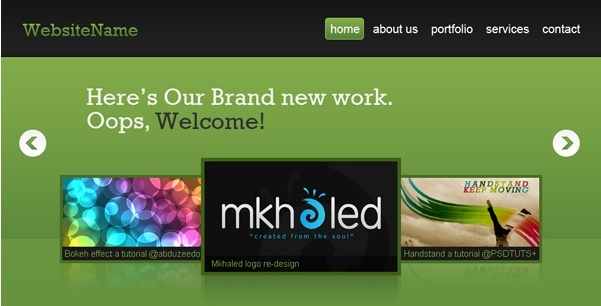 WebsiteName
home about us portfolio services contact
Here's Our Brand new work.
Oops, Welcome!
mkhaled
"created from the soul"
HANDSTAND
KEEP MOVING
Bokeh effect a tutorial @abduzeedo
Mkhaled logo re-design
Handstand a tutorial @PSDTUTS+